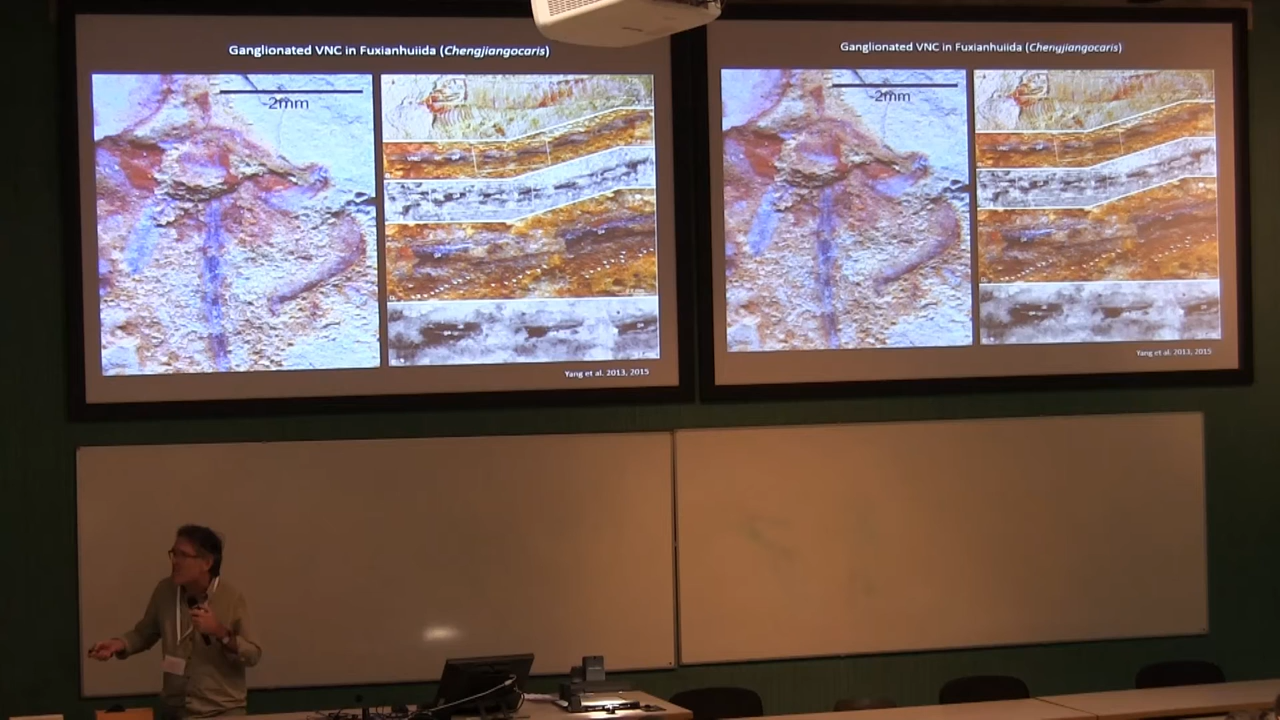 Ganglionated VNC in Fuxianhuiida (Chengjiangocaris)
2mm
Yang et al. 2013, 2015
Ganglionated VNC in Fuxianhuiida (Chengjiangocaris)
2mm
Yang et al. 2013, 2015